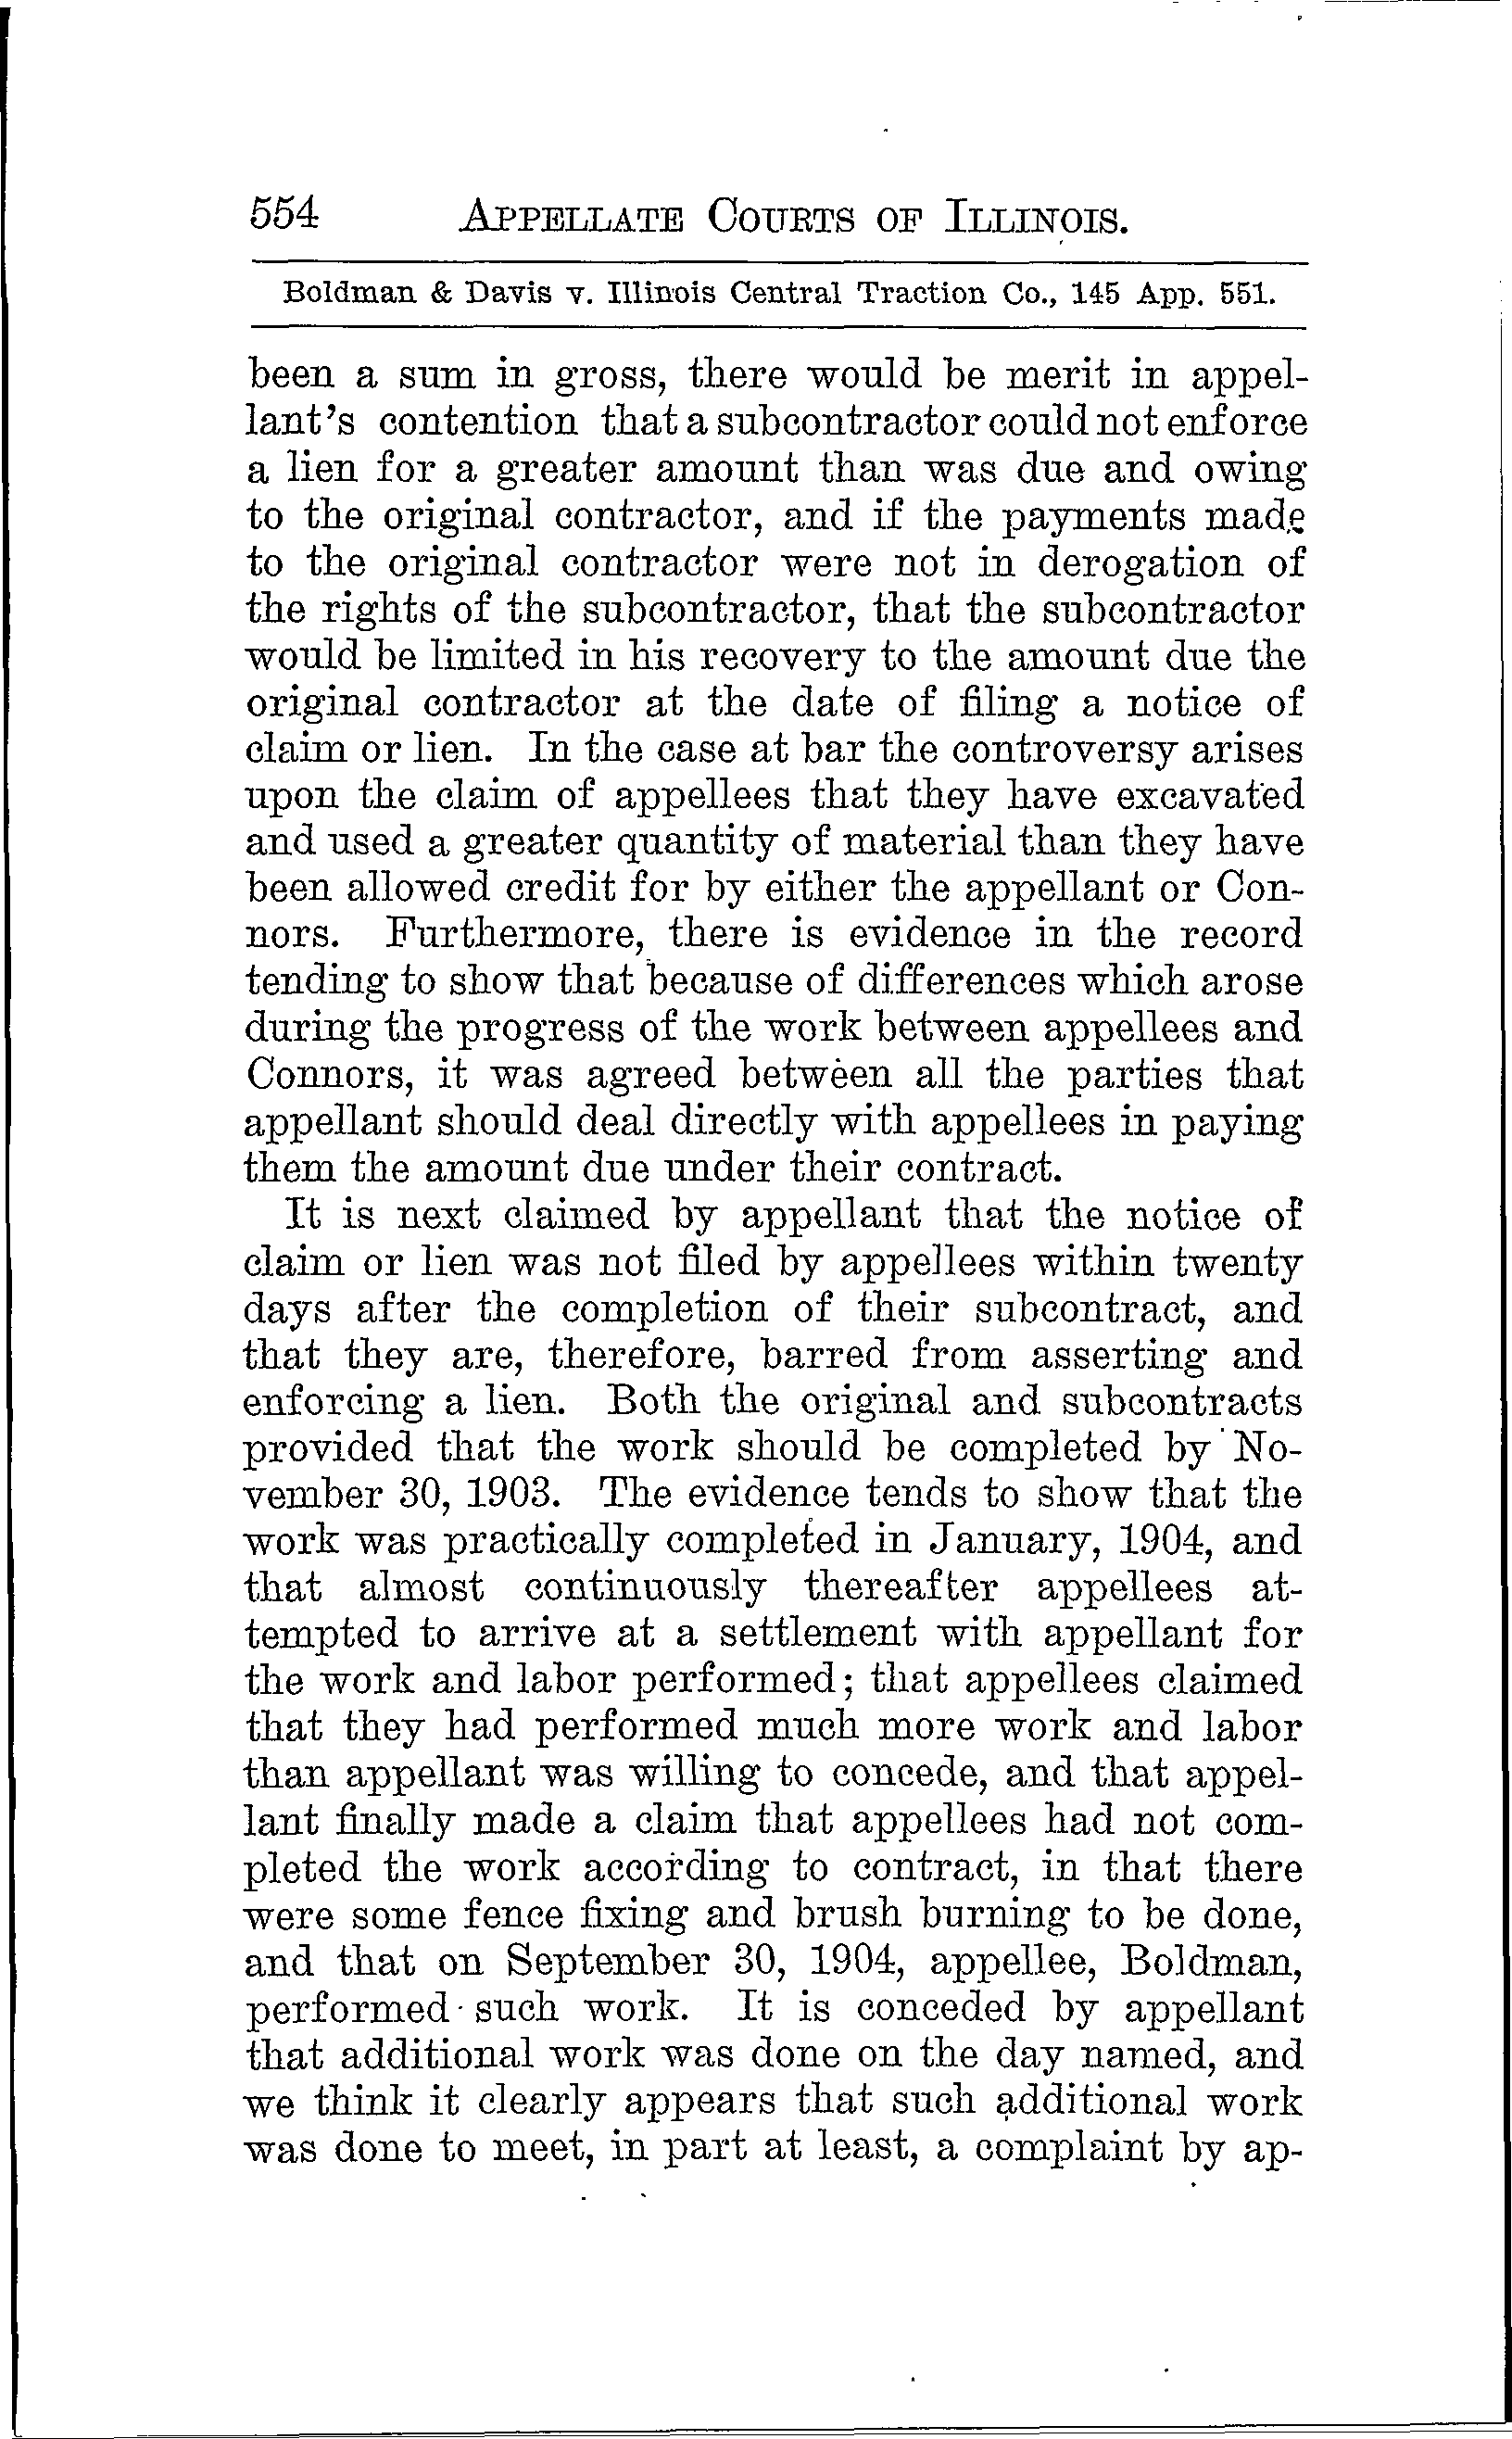 554 APPELLATE COURTS OF ILLINOIS.
Boldman & Davis v. Illinois Central Traction Co., 145 App. 551.
been a sum in gross, there would be merit in appel-
lant's contention that a subcontractor could not enforce
a lien for a greater amount than was due and owing
to the original contractor, and if the payments made
to the original contractor were not in derogation of
the rights of the subcontractor, that the subcontractor
would be limited in his recovery to the amount due the
original contractor at the date of filing a notice of
claim or lien. In the case at bar the controversy arises
upon the claim of appellees that they have excavated
and used a greater quantity of material than they have
been allowed credit for by either the appellant or Con-
nors. Furthermore, there is evidence in the record
tending to show that because of differences which arose
during the progress of the work between appellees and
Connors, it was agreed between all the parties that
appellant should deal directly with appellees in paying
them the amount due under their contract.
It is next claimed by appellant that the notice of
claim or lien was not filed by appellees within twenty
days after the completion of their subcontract, and
that they are, therefore, barred from asserting and
enforcing a lien. Both the original and subcontracts
provided that the work should be completed by No-
vember 30, 1903. The evidence tends to show that the
work was practically completed in January, 1904, and
that almost continuously thereafter appellees at-
tempted to arrive at a settlement with appellant for
the work and labor performed; that appellees claimed
that they had performed much more work and labor
than appellant was willing to concede, and that appel-
lant finally made a claim that appellees had not com-
pleted the work according to contract, in that there
were some fence fixing and brush burning to be done,
and that on September 30, 1904, appellee, Boldman,
performed such work. It is conceded by appellant
that additional work was done on the day named, and
we think it clearly appears that such additional work
was done to meet, in part at least, a complaint by ap-